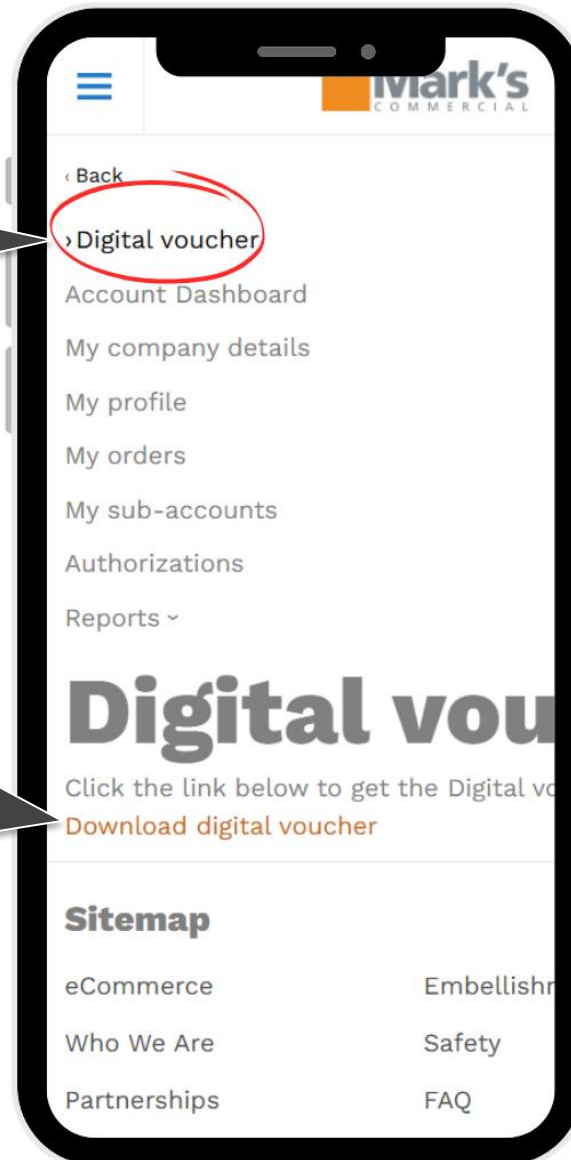 Mark's
COMMERCIAL
‹ Back
› Digital voucher
Account Dashboard
My company details
My profile
My orders
My sub-accounts
Authorizations
Reports
Digital vou
Click the link below to get the Digital vo
Download digital voucher
Sitemap
eCommerce Embellishm
Who We Are Safety
Partnerships FAQ